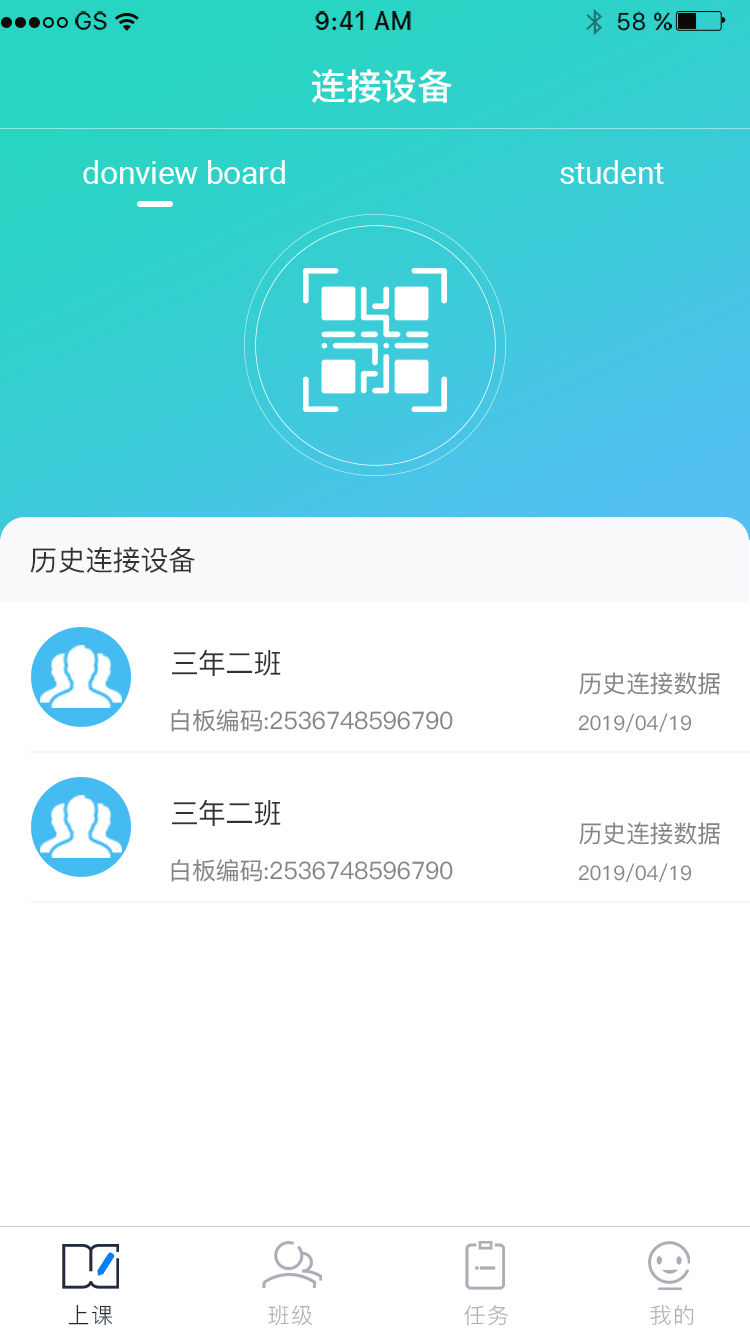 GS 9:41 AM 58 %
连接设备
donview board student
历史连接设备
三年二班
历史连接数据
白板编码:2536748596790
2019/04/19
三年二班
历史连接数据
白板编码:2536748596790
2019/04/19
上课 班级 任务 我的